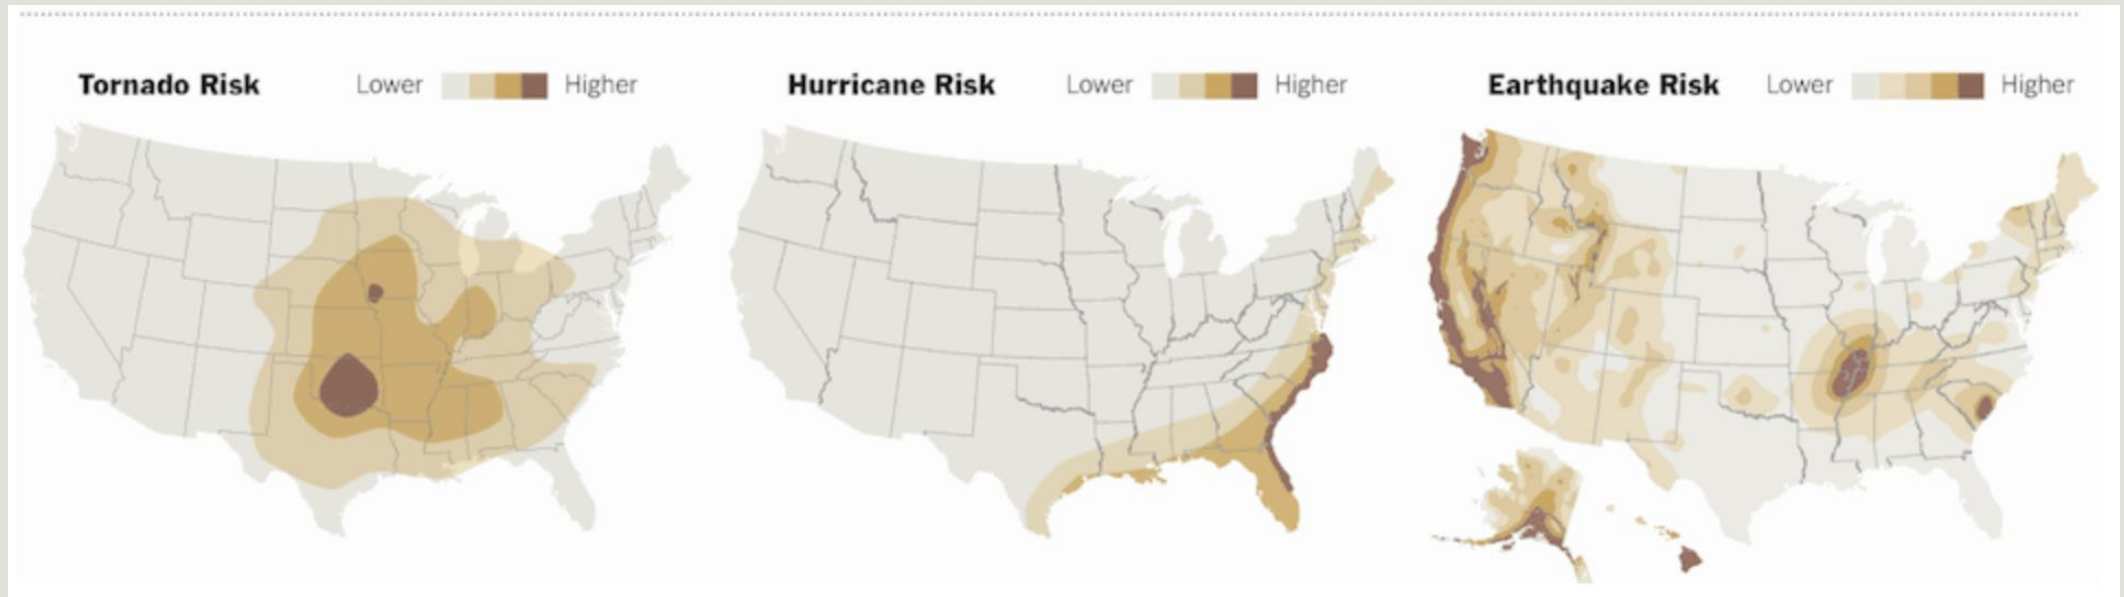 Tornado Risk Lower Higher
Hurricane Risk Lower Higher
Earthquake Risk Lower Higher